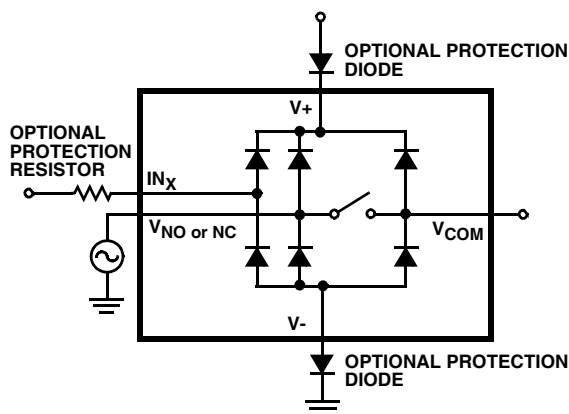 OPTIONAL PROTECTION
DIODE
V+
OPTIONAL
PROTECTION
RESISTOR
INX
VNO or NC
VCOM
V-
OPTIONAL PROTECTION
DIODE